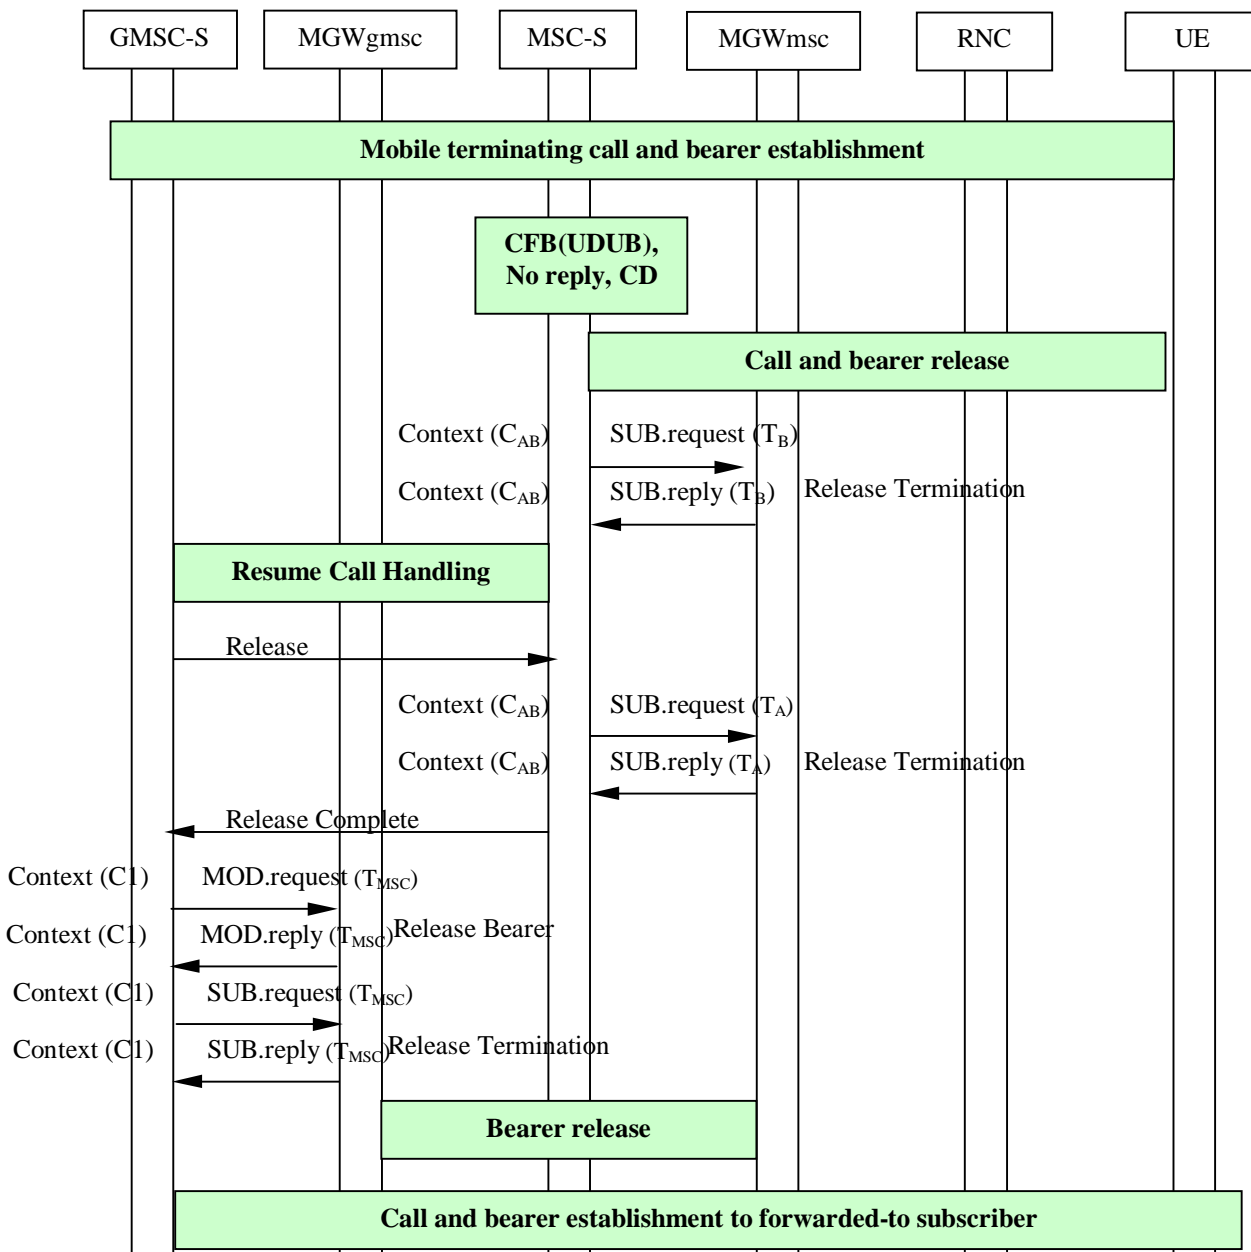 GMSC-S MGWgmsc MSC-S MGWmsc RNC UE
Mobile terminating call and bearer establishment
CFB(UDUB),
No reply, CD
Call and bearer release
Context (CAB) SUB.request (TB)
Context (CAB) SUB.reply (TB) Release Termination
Resume Call Handling
Release
Context (CAB) SUB.request (TA)
Context (CAB) SUB.reply (TA) Release Termination
Release Complete
Context (C1) MOD.request (TMSC)
Context (C1) MOD.reply (TMSC) Release Bearer
Context (C1) SUB.request (TMSC)
Context (C1) SUB.reply (TMSC) Release Termination
Bearer release
Call and bearer establishment to forwarded-to subscriber